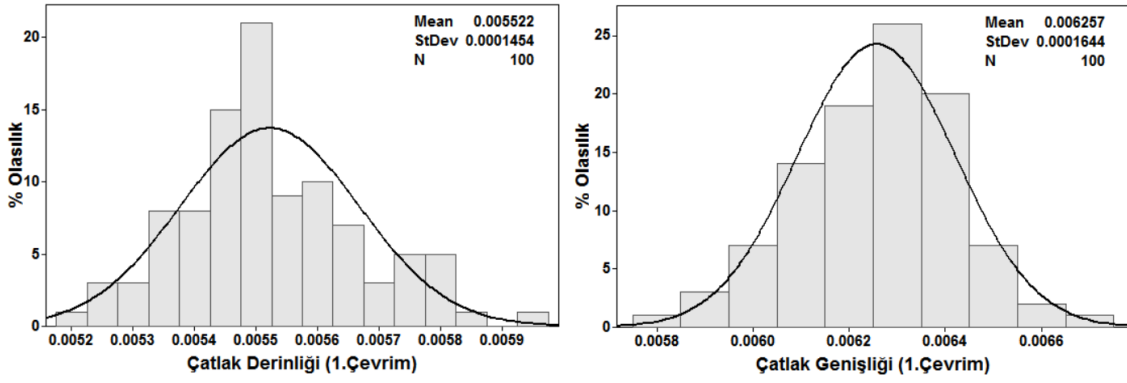 Mean 0.005522
StDev 0.0001454
N 100
% Olasılık
20
15
10
5
0
0.0052 0.0053 0.0054 0.0055 0.0056 0.0057 0.0058 0.0059
Çatlak Derinliği (1.Çevrim)
Mean 0.006257
StDev 0.0001644
N 100
% Olasılık
25
20
15
10
5
0
0.0058 0.0060 0.0062 0.0064 0.0066
Çatlak Genişliği (1.Çevrim)